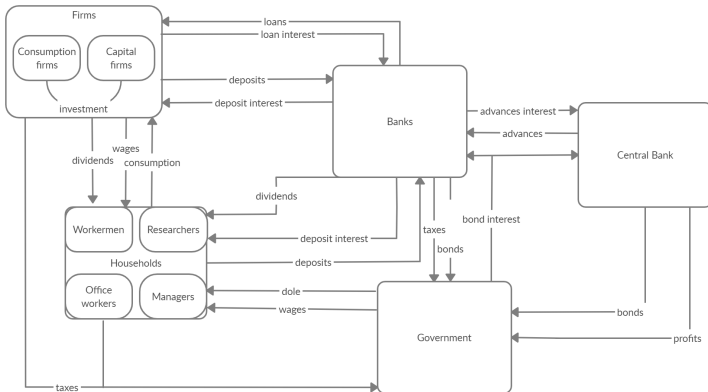 Firms
loans
loan interest
Consumption
firms
Capital
firms
deposits
investment
deposit interest
Banks
advances interest
advances
Central Bank
wages
dividends
consumption
dividends
Workermen
Researchers
taxes
bond interest
deposit interest
bonds
Households
deposits
Office
workers
Managers
dole
wages
bonds
Government
profits
taxes